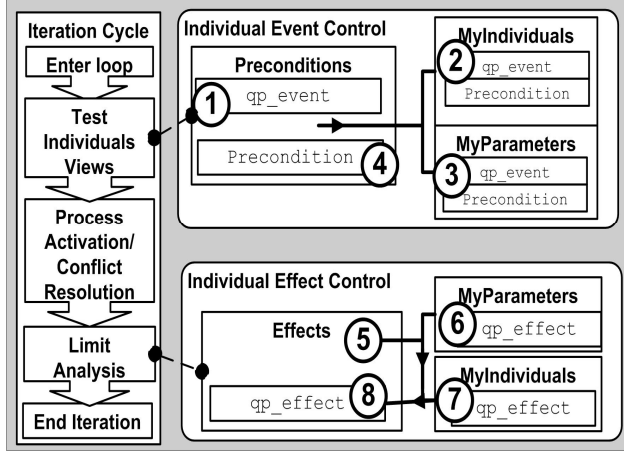 Iteration Cycle
Enter loop
Test
Individuals
Views
Process
Activation/
Conflict
Resolution
Limit
Analysis
End Iteration
Individual Event Control
Preconditions
1
qp_event
Precondition
4
MyIndividuals
2
qp_event
Precondition
MyParameters
3
qp_event
Precondition
Individual Effect Control
Effects
5
8
qp_effect
MyParameters
6
qp_effect
MyIndividuals
7
qp_effect